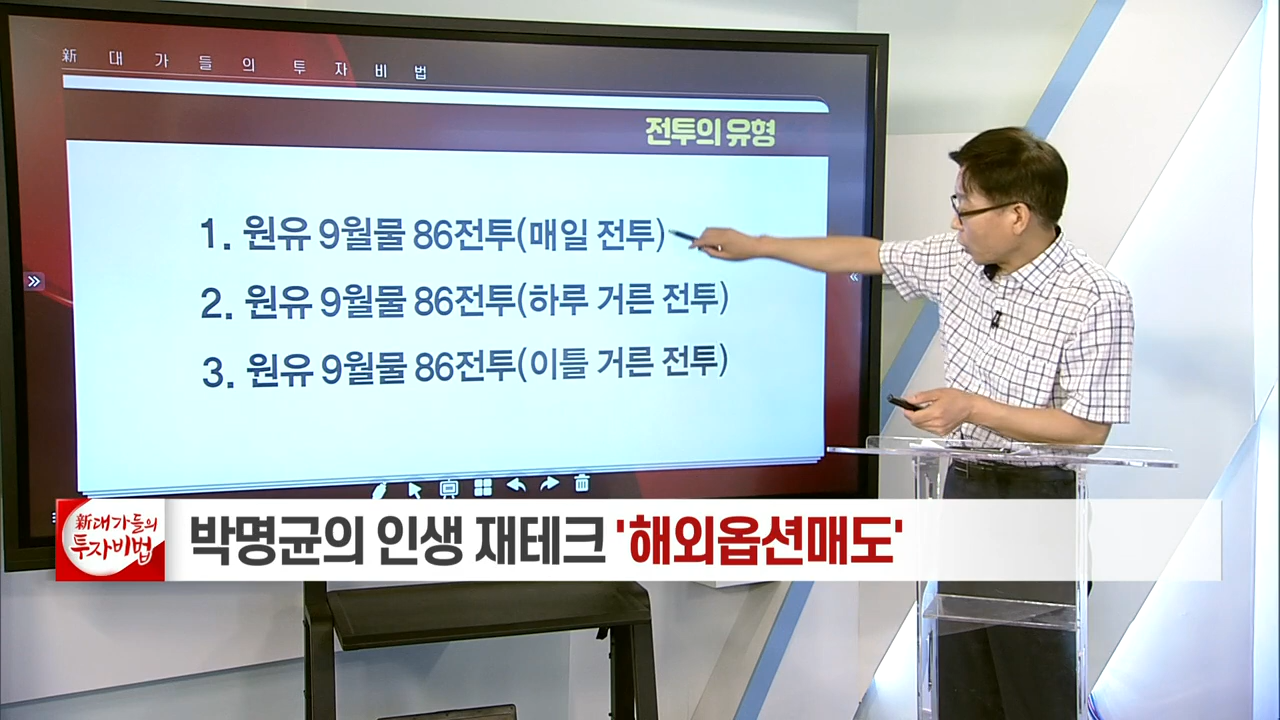 新 대 가 들 의 투 자 비 법
전투의 유형
1. 원유 9월물 86전투(매일 전투)
2. 원유 9월물 86전투(하루 거른 전투)
3. 원유 9월물 86전투(이틀 거른 전투)
新대가들의
투자비법
박명균의 인생 재테크 '해외옵션매도'